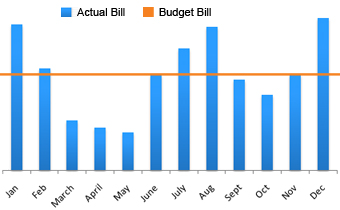 Actual Bill Budget Bill
Jan Feb March April May June July Aug Sept Oct Nov Dec